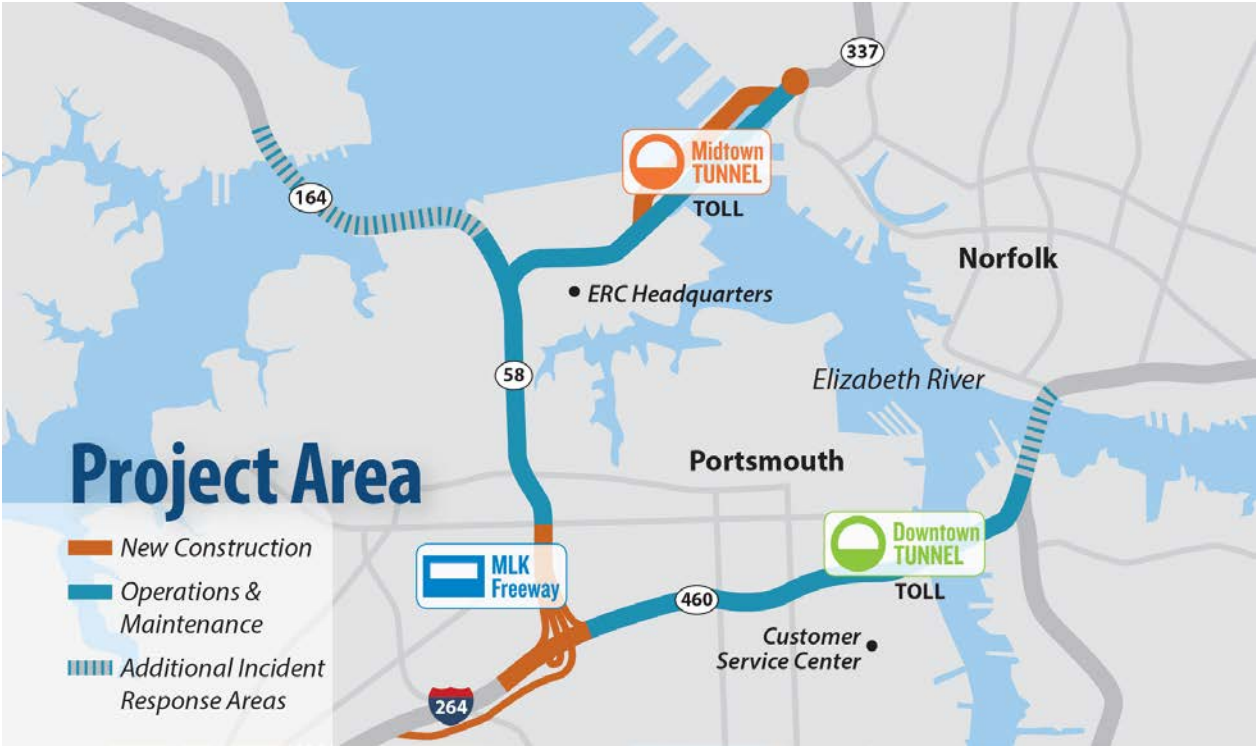 337
Midtown
TUNNEL
TOLL
164
Norfolk
ERC Headquarters
58
Elizabeth River
Project Area
Portsmouth
New Construction
Operations &
Maintenance
Additional Incident
Response Areas
MLK
Freeway
Downtown
TUNNEL
TOLL
460
Customer
Service Center
264